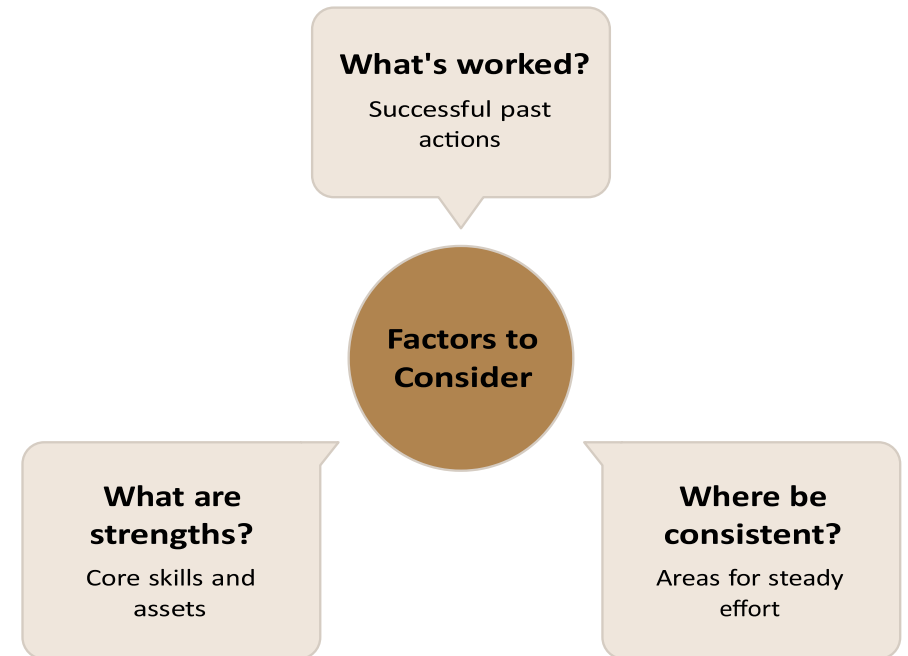 What's worked?
Successful past
actions
Factors to
Consider
What are
strengths?
Core skills and
assets
Where be
consistent?
Areas for steady
effort